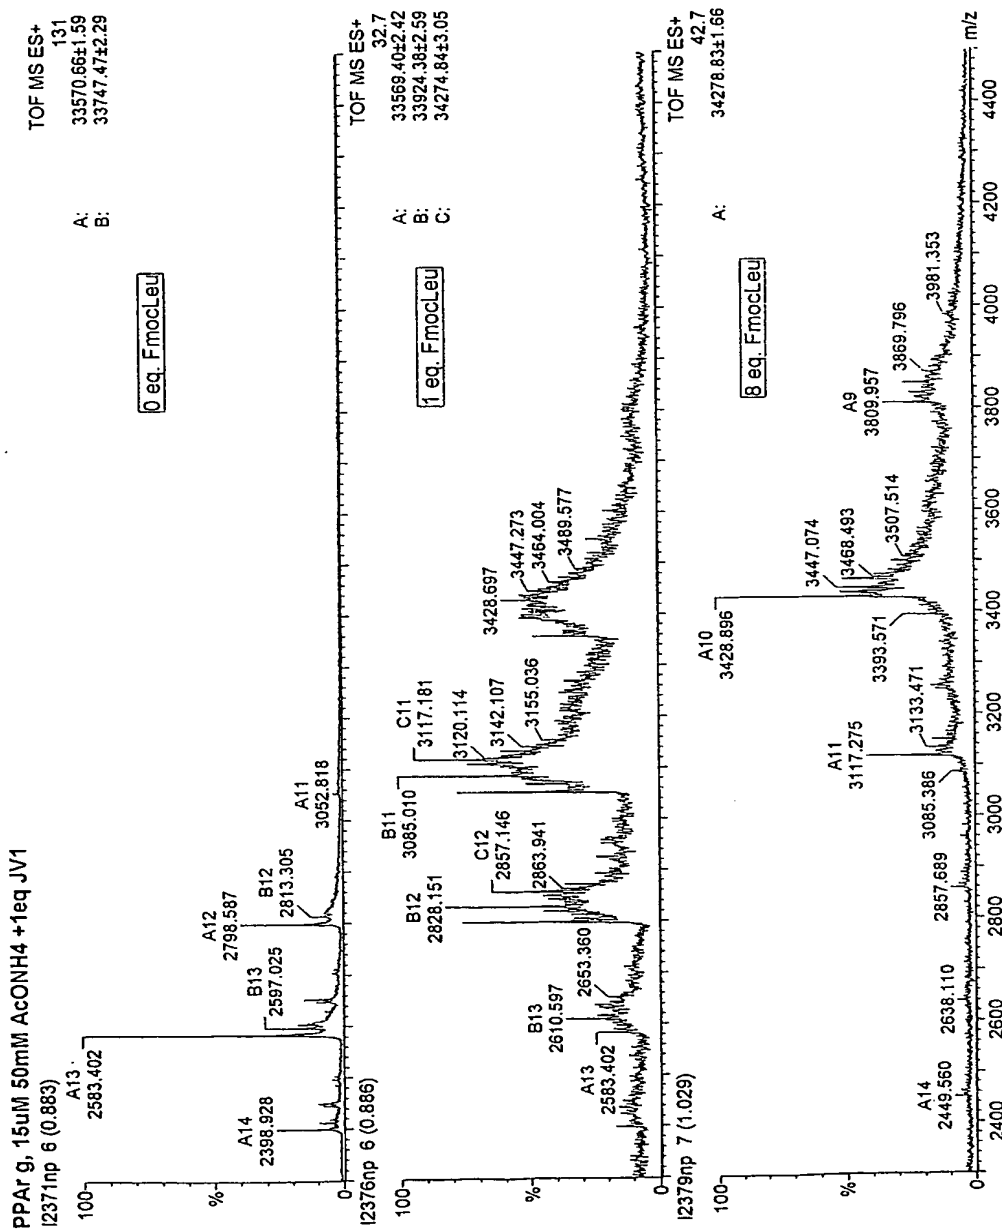 PPAr g, 15uM 50mM AcONH4 +1eq JV1
I2371np 6 (0.883)
TOF MS ES+
131
A: 33570.66±1.59
B: 33747.47±2.29
0 eq. FmocLeu
100
%
0
A14
2398.928
A13
2583.402
B13
2597.025
A12
2798.587
B12
2813.305
A11
3052.818
I2376np 6 (0.886)
TOF MS ES+
32.7
A: 33569.40±2.42
B: 33924.38±2.59
C: 34274.84±3.05
1 eq. FmocLeu
100
%
0
A13
2583.402
B13
2610.597
2653.360
B12
2828.151
C12
2857.146
2863.941
B11
3085.010
C11
3117.181
3120.114
3142.107
3155.036
3428.697
3447.273
3464.004
3489.577
I2379np 7 (1.029)
TOF MS ES+
42.7
A: 34278.83±1.66
8 eq. FmocLeu
100
%
0
A14
2449.560
2638.110
2857.689
3085.386
A11
3117.275
3133.471
3393.571
A10
3428.896
3447.074
3468.493
3507.514
A9
3809.957
3869.796
3981.353
2400 2600 2800 3000 3200 3400 3600 3800 4000 4200 4400 m/z